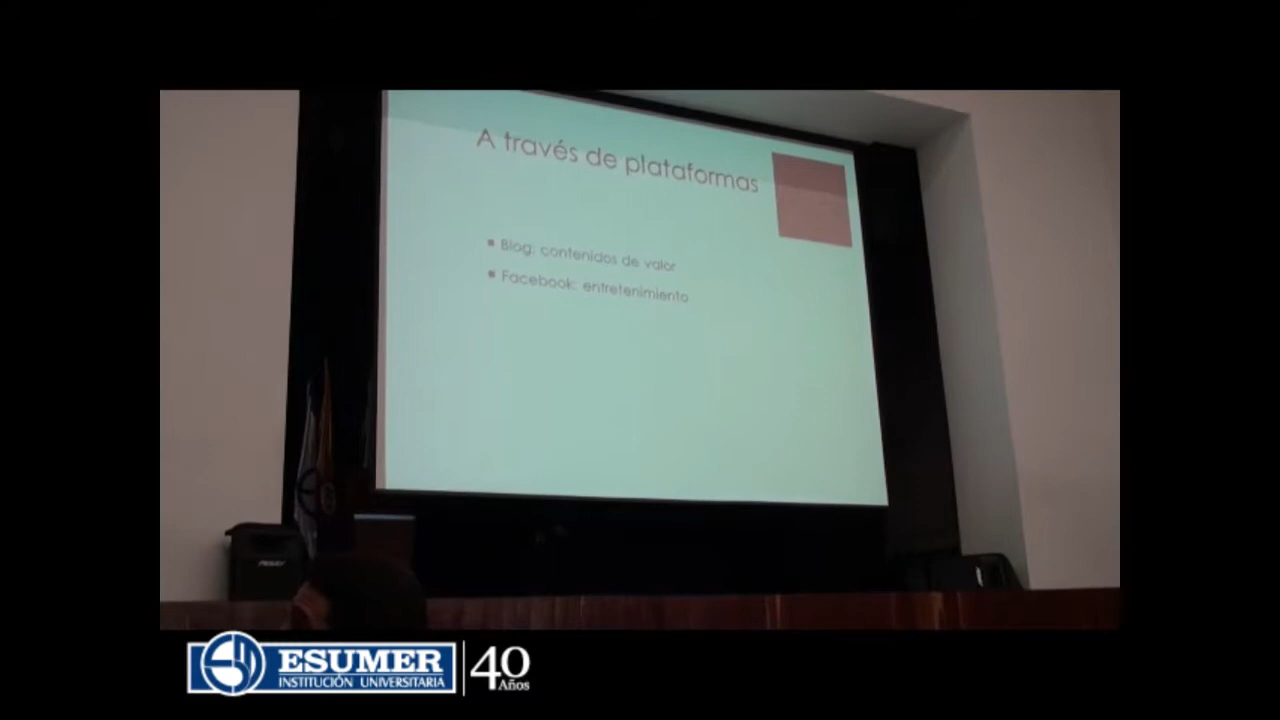 A través de plataformas
Blog: contenidos de valor
Facebook: entretenimiento
ESUMER
INSTITUCIÓN UNIVERSITARIA
40
Años